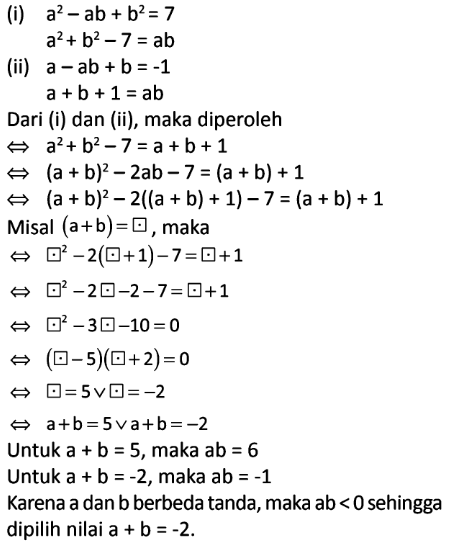 (i) a² – ab + b² = 7
a² + b² – 7 = ab
(ii) a – ab + b = -1
a + b + 1 = ab
Dari (i) dan (ii), maka diperoleh
⇔ a² + b² – 7 = a + b + 1
⇔ (a + b)² – 2ab – 7 = (a + b) + 1
⇔ (a + b)² – 2((a + b) + 1) – 7 = (a + b) + 1
Misal (a+b) = ⊡, maka
⇔ ⊡² – 2(⊡+1) – 7 = ⊡+1
⇔ ⊡² – 2⊡ – 2 – 7 = ⊡+1
⇔ ⊡² – 3⊡ – 10 = 0
⇔ (⊡ – 5)(⊡ + 2) = 0
⇔ ⊡ = 5 ∨ ⊡ = –2
⇔ a+b = 5 ∨ a+b = –2
Untuk a + b = 5, maka ab = 6
Untuk a + b = -2, maka ab = -1
Karena a dan b berbeda tanda, maka ab < 0 sehingga
dipilih nilai a + b = -2.